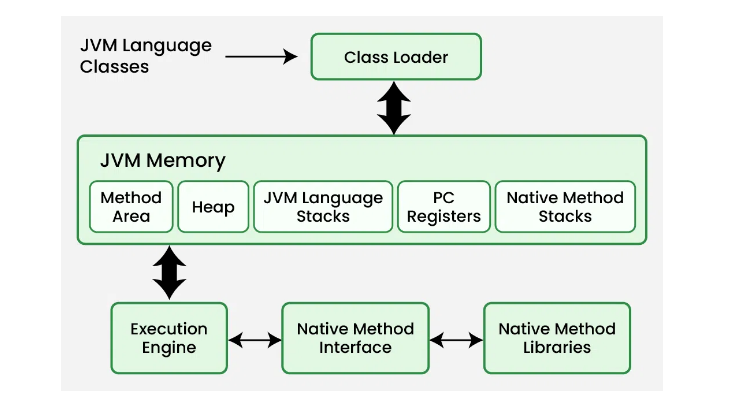 JVM Language
Classes
Class Loader
JVM Memory
Method
Area
Heap
JVM Language
Stacks
PC
Registers
Native Method
Stacks
Execution
Engine
Native Method
Interface
Native Method
Libraries